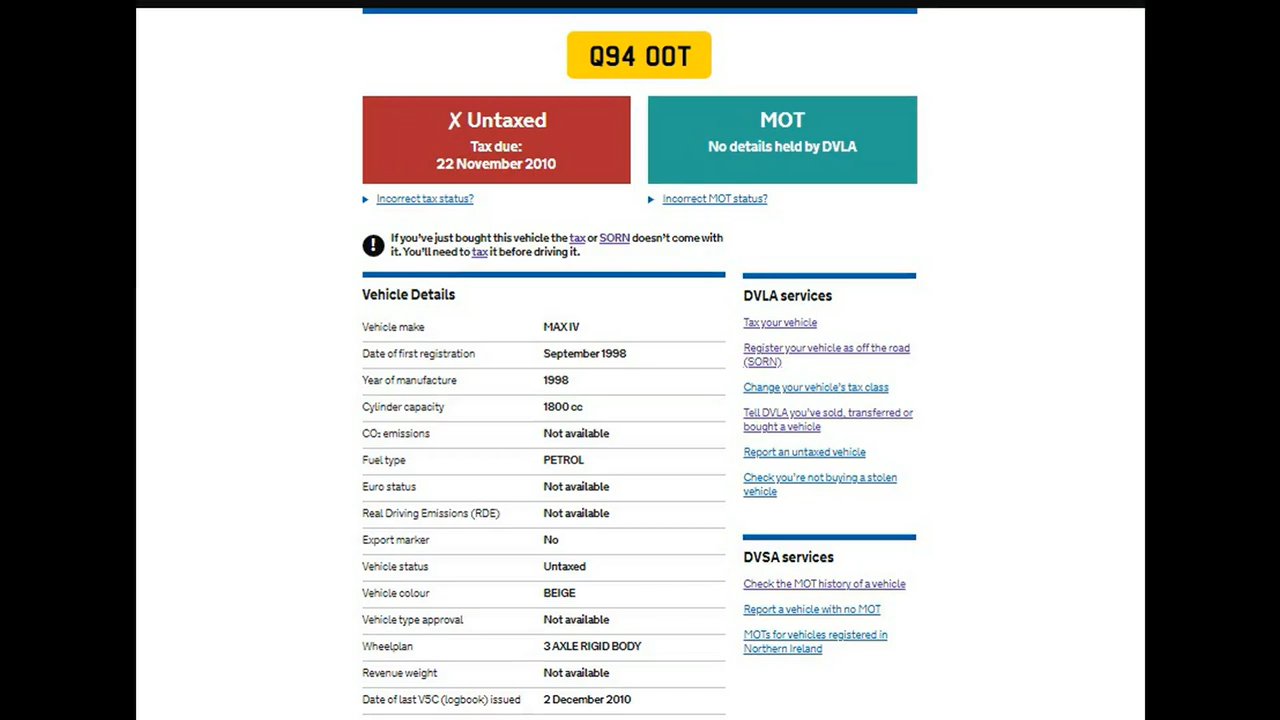 Q94 OOT
X Untaxed
Tax due:
22 November 2010
MOT
No details held by DVLA
Incorrect tax status?
Incorrect MOT status?
If you've just bought this vehicle the tax or SORN doesn't come with
it. You'll need to tax it before driving it.
Vehicle Details
Vehicle make MAX IV
Date of first registration September 1998
Year of manufacture 1998
Cylinder capacity 1800 cc
CO₂ emissions Not available
Fuel type PETROL
Euro status Not available
Real Driving Emissions (RDE) Not available
Export marker No
Vehicle status Untaxed
Vehicle colour BEIGE
Vehicle type approval Not available
Wheelplan 3 AXLE RIGID BODY
Revenue weight Not available
Date of last V5C (logbook) issued 2 December 2010
DVLA services
Tax your vehicle
Register your vehicle as off the road
(SORN)
Change your vehicle's tax class
Tell DVLA you've sold, transferred or
bought a vehicle
Report an untaxed vehicle
Check you're not buying a stolen
vehicle
DVSA services
Check the MOT history of a vehicle
Report a vehicle with no MOT
MOTs for vehicles registered in
Northern Ireland